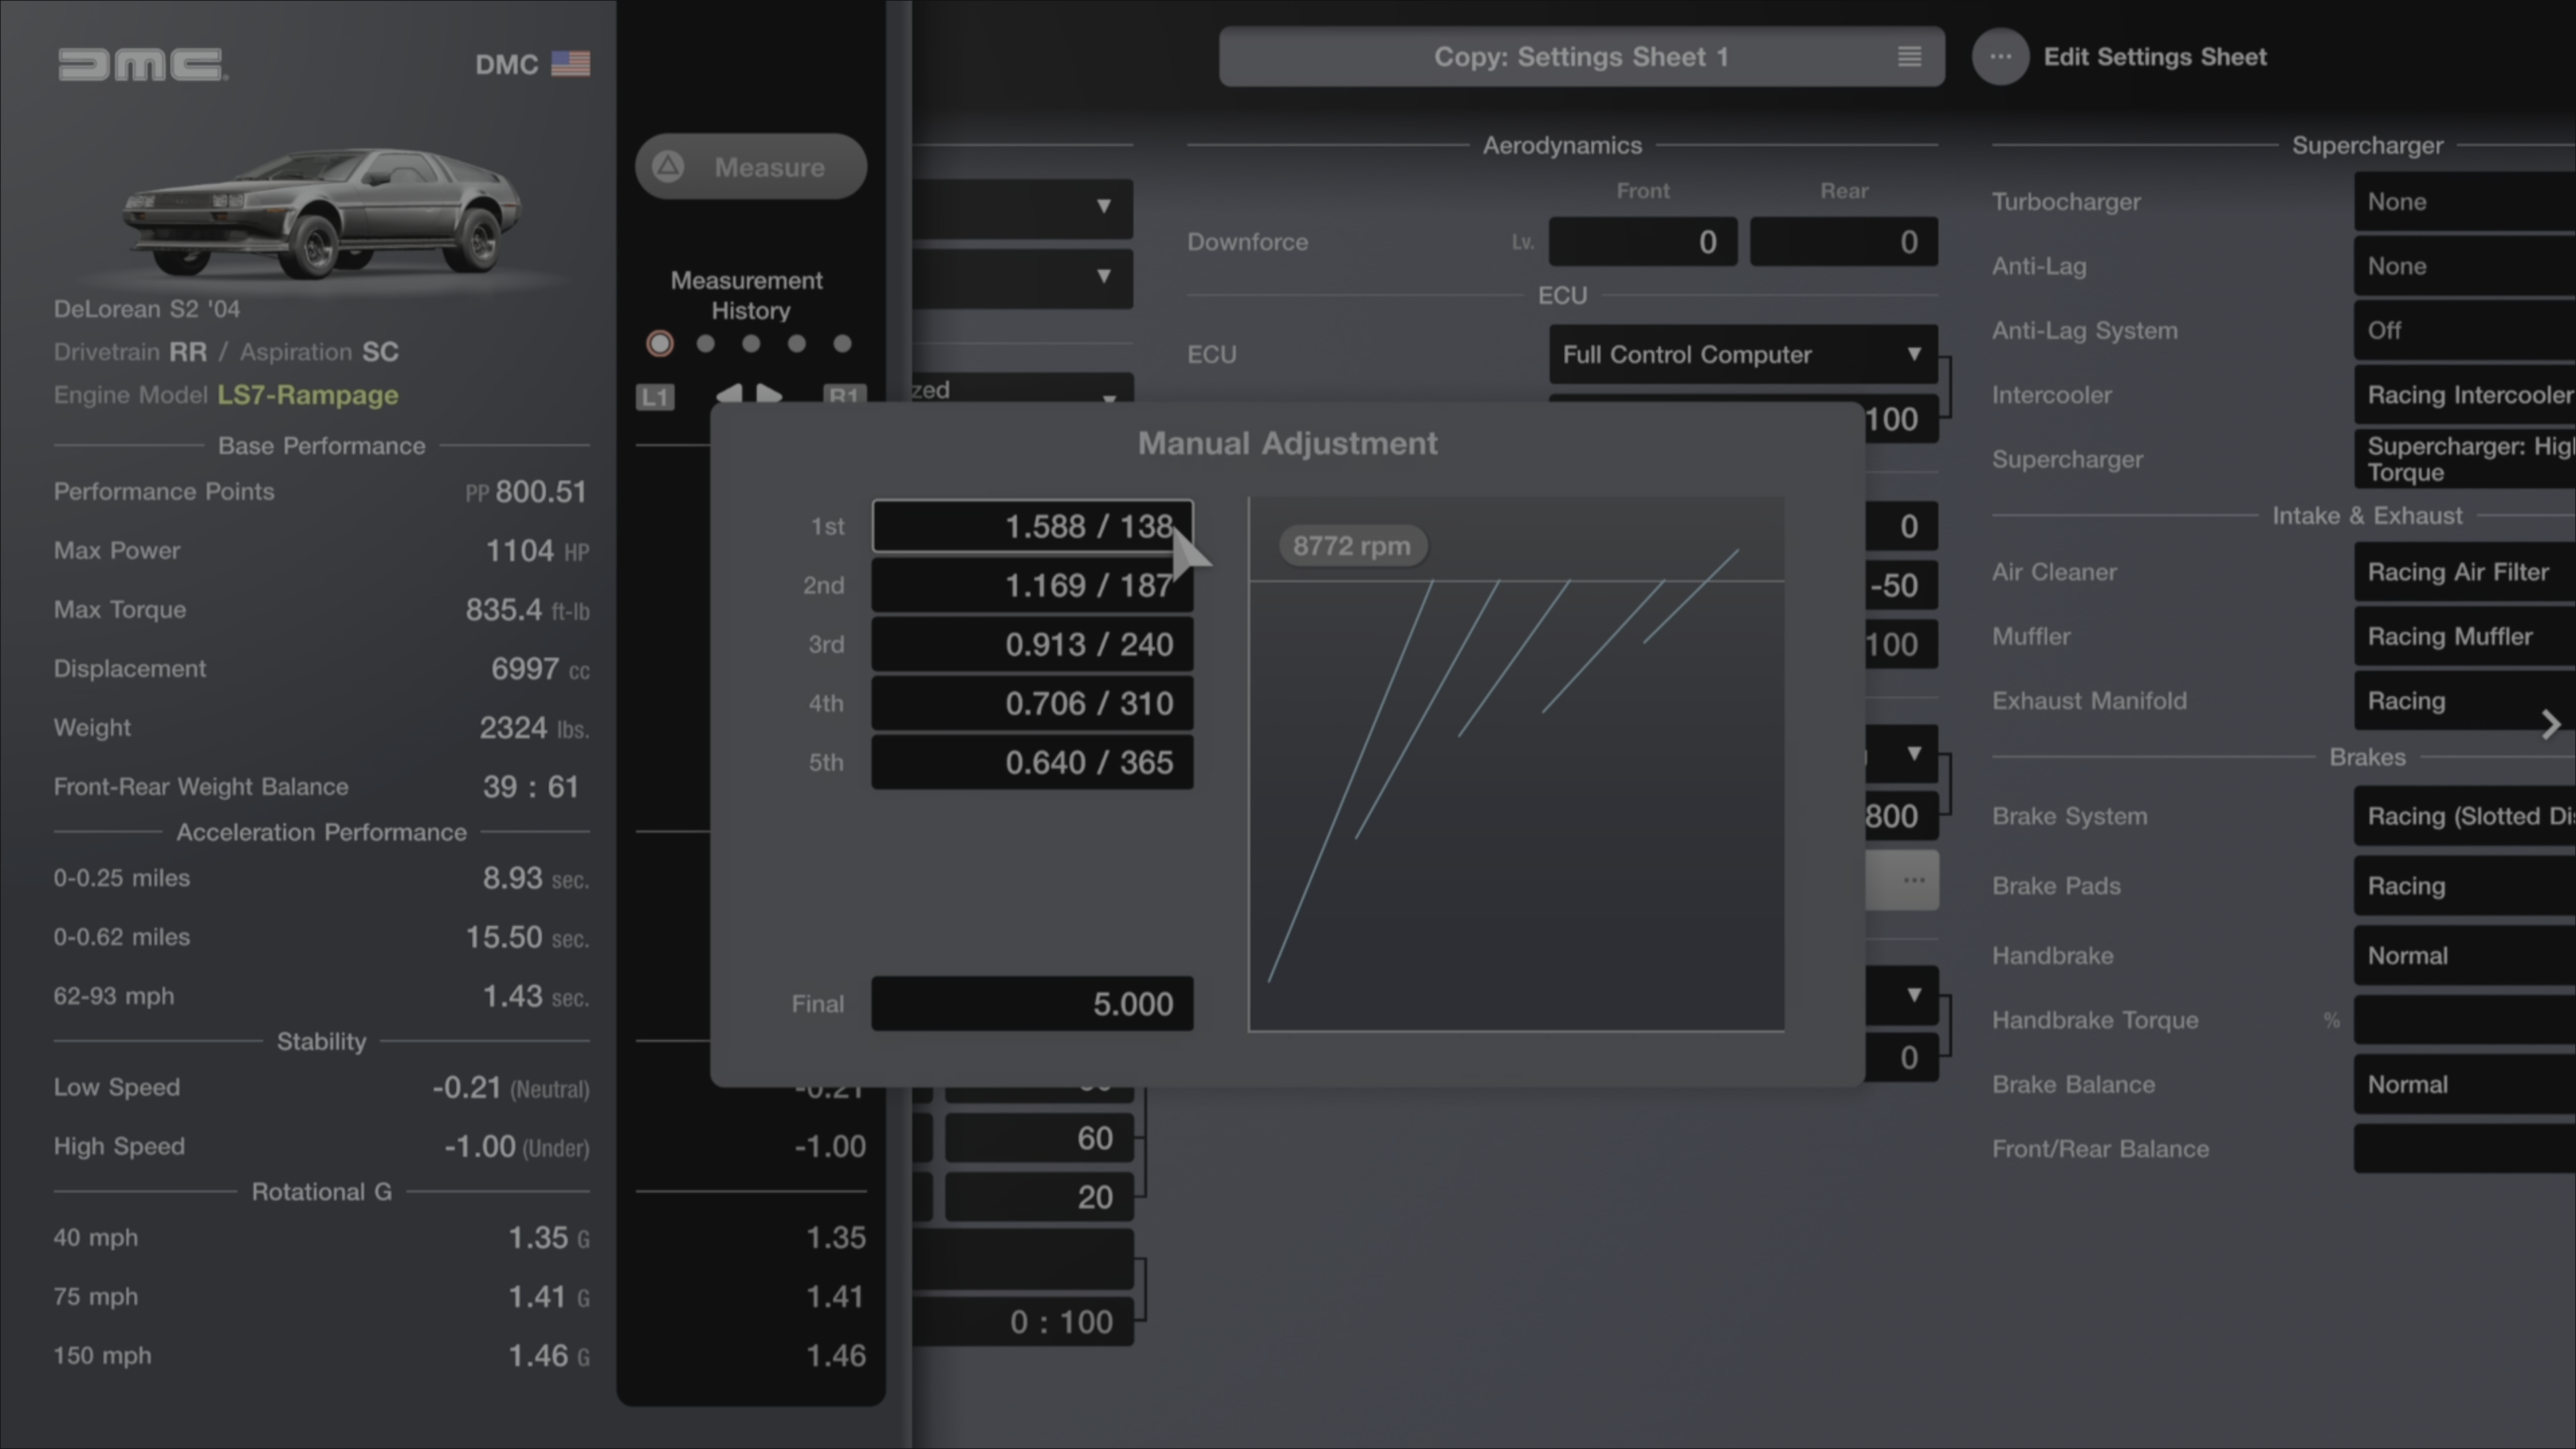 DMC
DMC
DeLorean S2 '04
Drivetrain RR / Aspiration SC
Engine Model LS7-Rampage
Base Performance
Performance Points PP 800.51
Max Power 1104 HP
Max Torque 835.4 ft-lb
Displacement 6997 cc
Weight 2324 lbs.
Front-Rear Weight Balance 39 : 61
Acceleration Performance
0-0.25 miles 8.93 sec.
0-0.62 miles 15.50 sec.
62-93 mph 1.43 sec.
Stability
Low Speed -0.21 (Neutral)
High Speed -1.00 (Under)
Rotational G
40 mph 1.35 G
75 mph 1.41 G
150 mph 1.46 G
Measure
Measurement
History
L1 R1
-0.21
-1.00
1.35
1.41
1.46
zed
60
20
0 : 100
Copy: Settings Sheet 1
Edit Settings Sheet
Aerodynamics
Front Rear
Downforce Lv. 0 0
ECU
ECU Full Control Computer
100
0
-50
100
800
0
Manual Adjustment
1st 1.588 / 138
2nd 1.169 / 187
3rd 0.913 / 240
4th 0.706 / 310
5th 0.640 / 365
Final 5.000
8772 rpm
Supercharger
Turbocharger None
Anti-Lag None
Anti-Lag System Off
Intercooler Racing Intercooler
Supercharger Supercharger: High
Torque
Intake & Exhaust
Air Cleaner Racing Air Filter
Muffler Racing Muffler
Exhaust Manifold Racing
Brakes
Brake System Racing (Slotted Di
Brake Pads Racing
Handbrake Normal
Handbrake Torque %
Brake Balance Normal
Front/Rear Balance